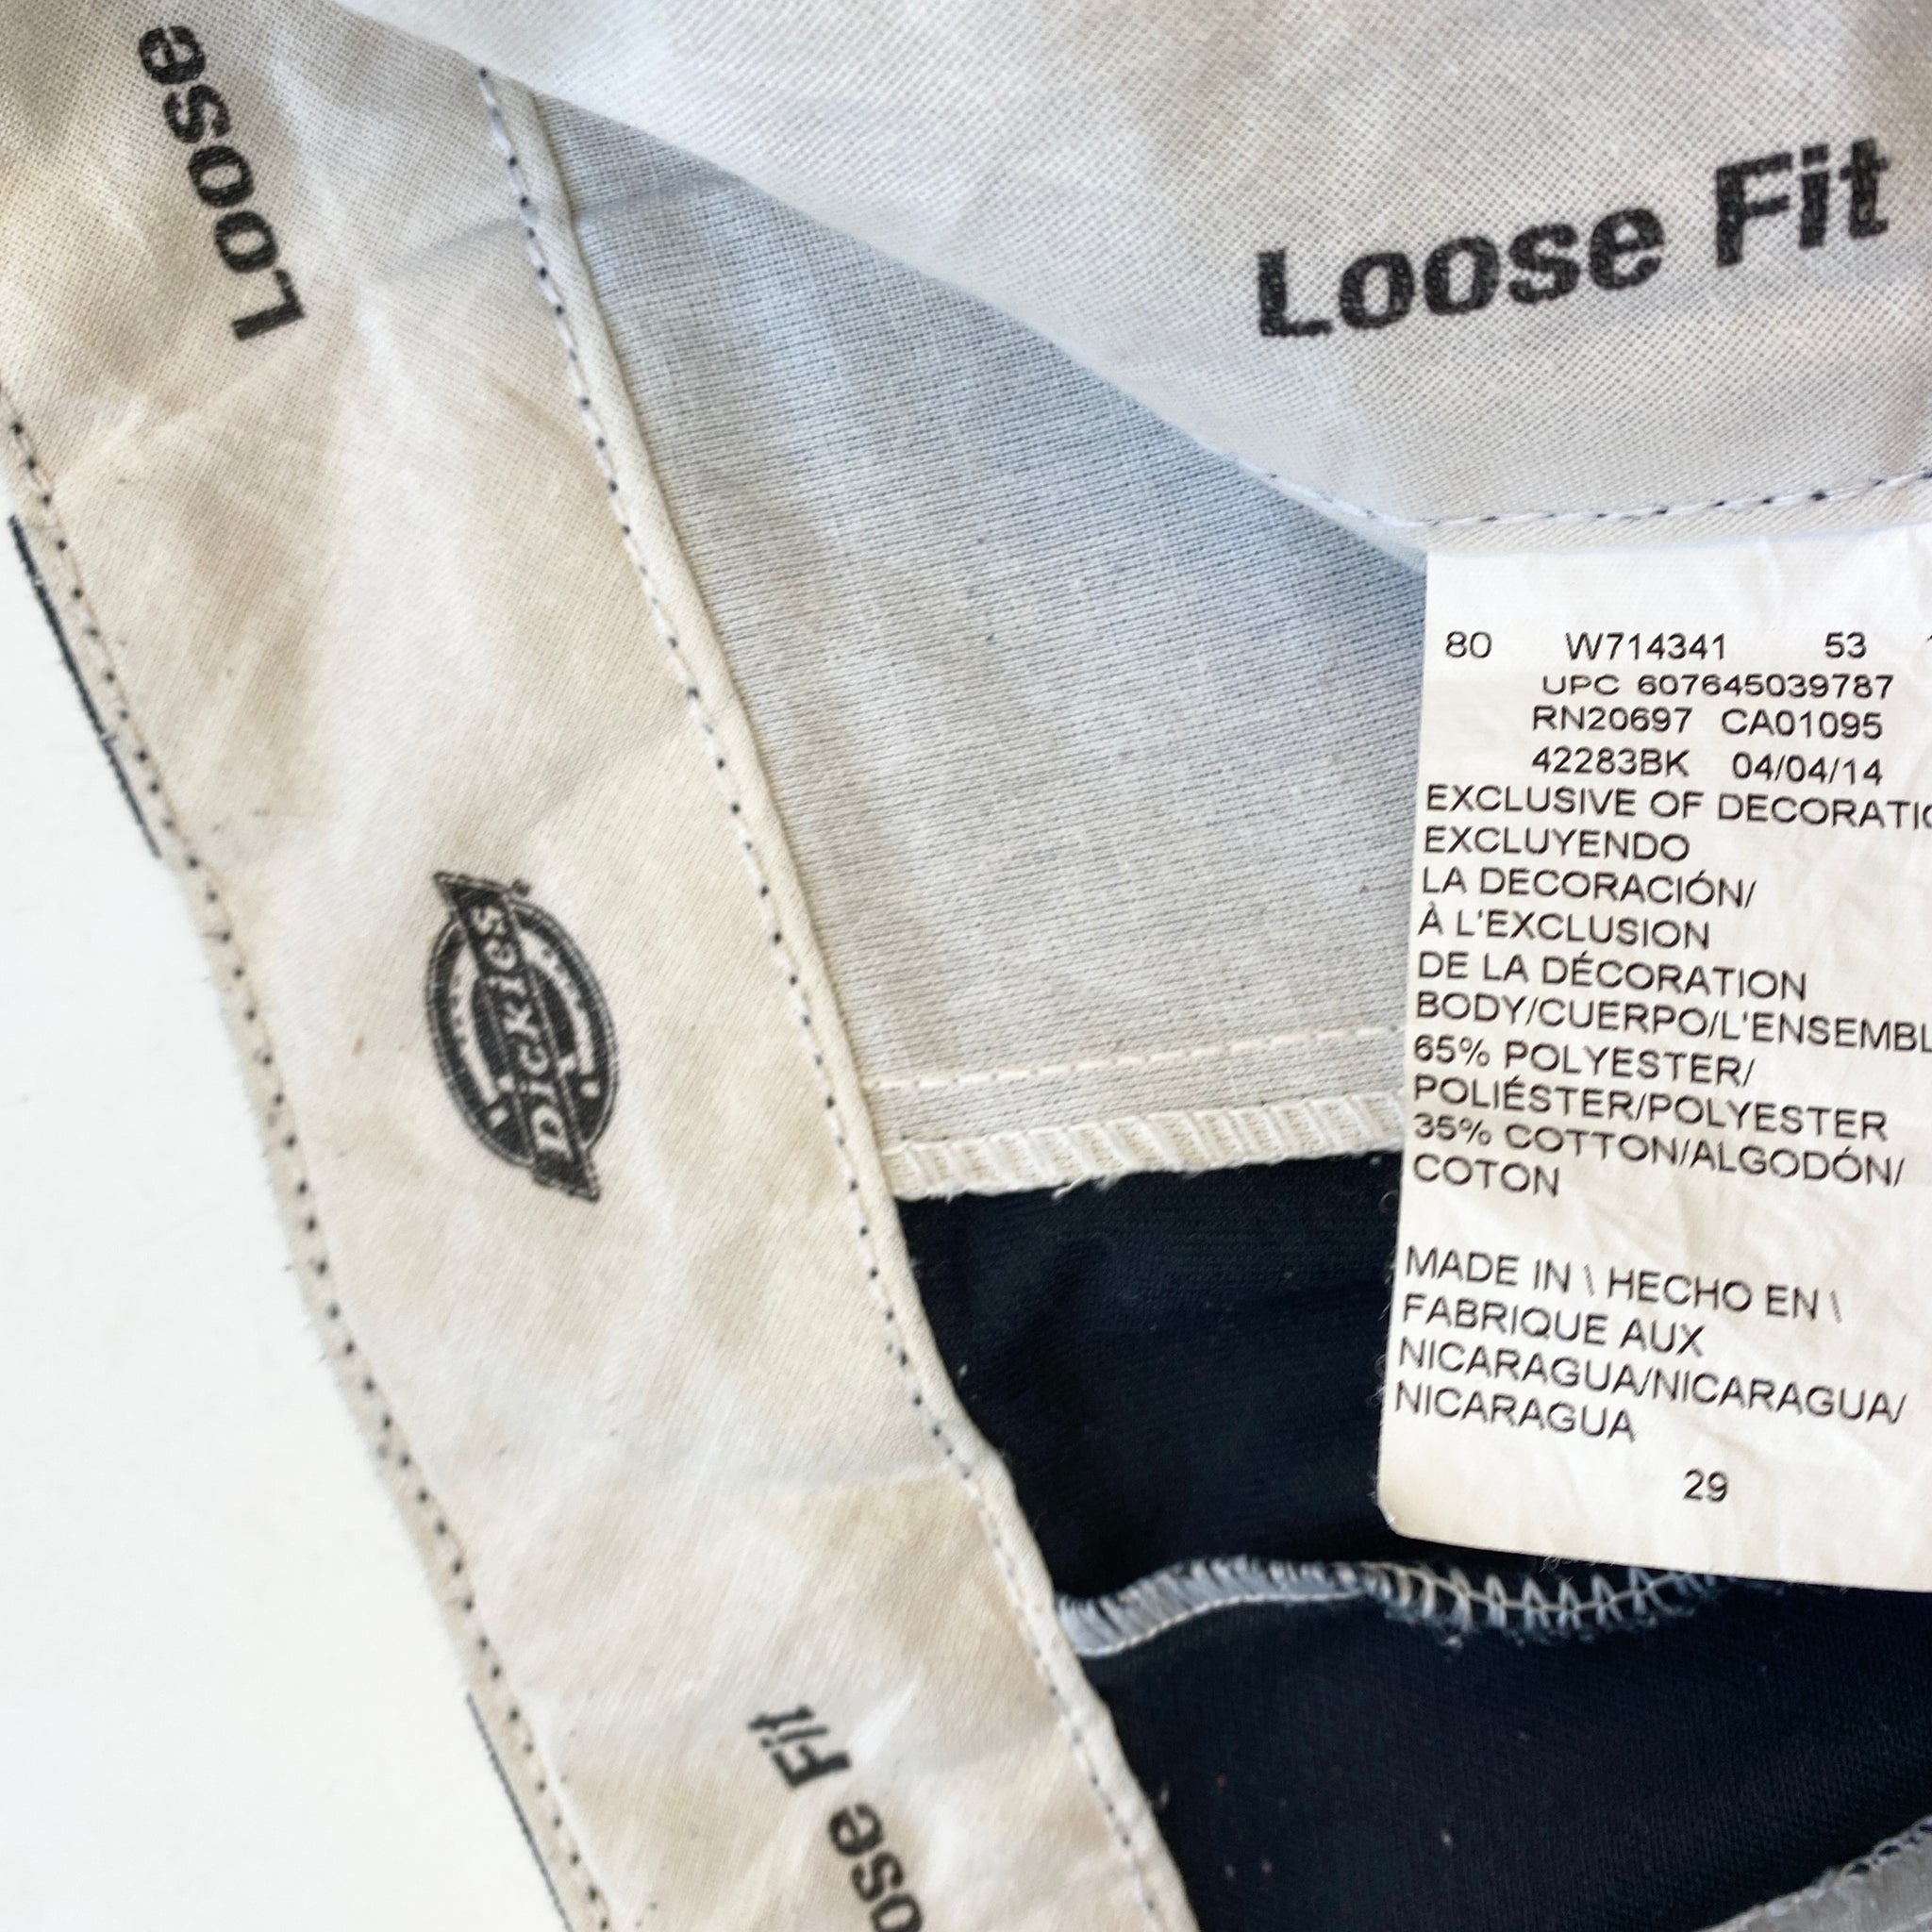 Loose
Loose Fit
Dickies
80 W714341 53
UPC 607645039787
RN20697 CA01095
42283BK 04/04/14
EXCLUSIVE OF DECORATIO
EXCLUYENDO
LA DECORACIÓN/
À L'EXCLUSION
DE LA DÉCORATION
BODY/CUERPO/L'ENSEMBL
65% POLYESTER/
POLIÉSTER/POLYESTER
35% COTTON/ALGODÓN/
COTON
MADE IN \ HECHO EN \
FABRIQUE AUX
NICARAGUA/NICARAGUA/
NICARAGUA
29
ose Fit